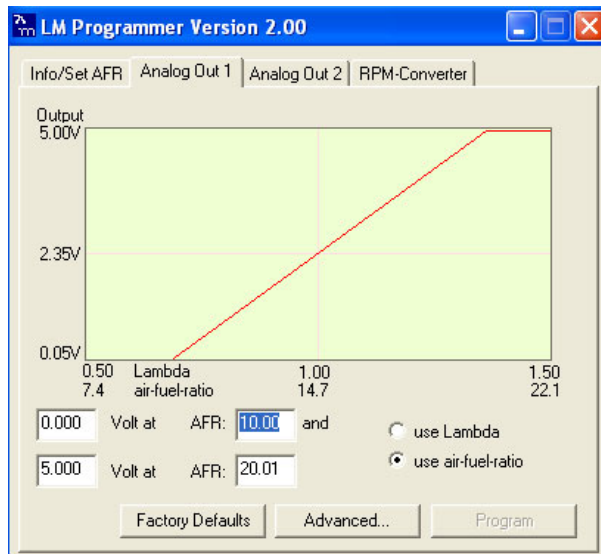 LM Programmer Version 2.00
Info/Set AFR Analog Out 1 Analog Out 2 RPM-Converter
Output
5.00V
2.35V
0.05V
0.50 Lambda 1.00 1.50
7.4 air-fuel-ratio 14.7 22.1
0.000 Volt at AFR: 10.00 and
use Lambda
5.000 Volt at AFR: 20.01
use air-fuel-ratio
Factory Defaults Advanced... Program